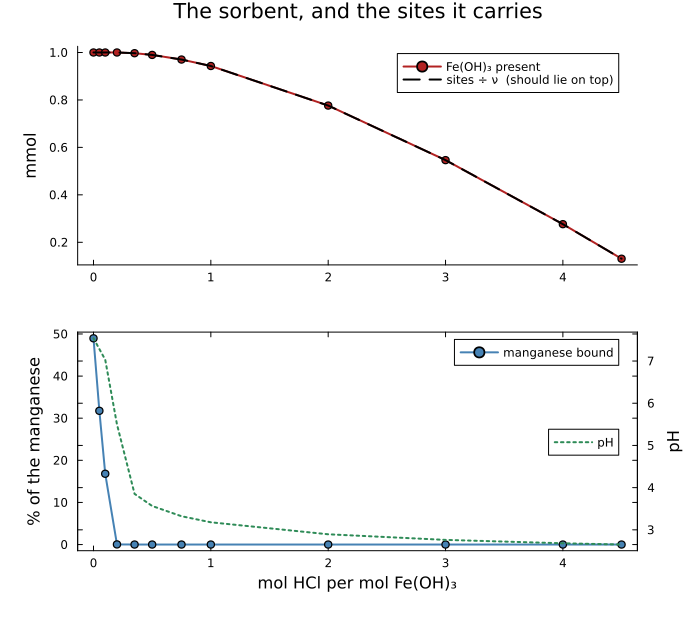 The sorbent, and the sites it carries
1.0
0.8
0.6
0.4
0.2
mmol
Fe(OH)₃ present
sites ÷ ν  (should lie on top)
0 1 2 3 4
50
40
30
20
10
0
% of the manganese
manganese bound
pH
7
6
5
4
3
pH
0 1 2 3 4
mol HCl per mol Fe(OH)₃